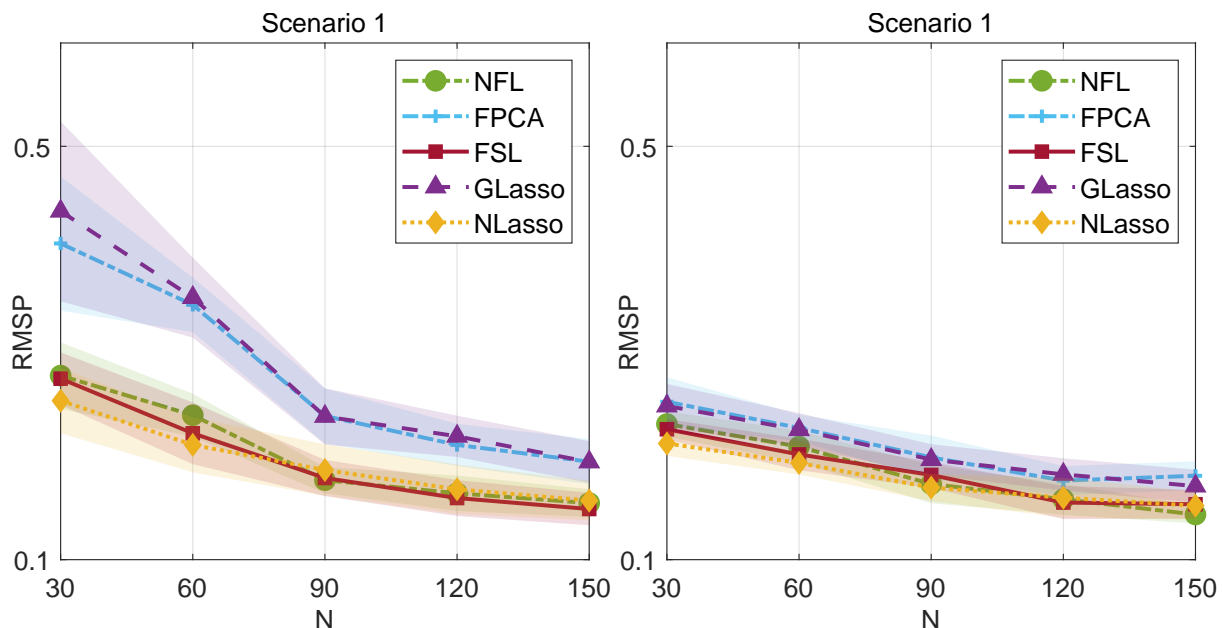 Scenario 1
RMSP
0.5
0.1
NFL
FPCA
FSL
GLasso
NLasso
30 60 90 120 150
N
Scenario 1
RMSP
0.5
0.1
NFL
FPCA
FSL
GLasso
NLasso
30 60 90 120 150
N